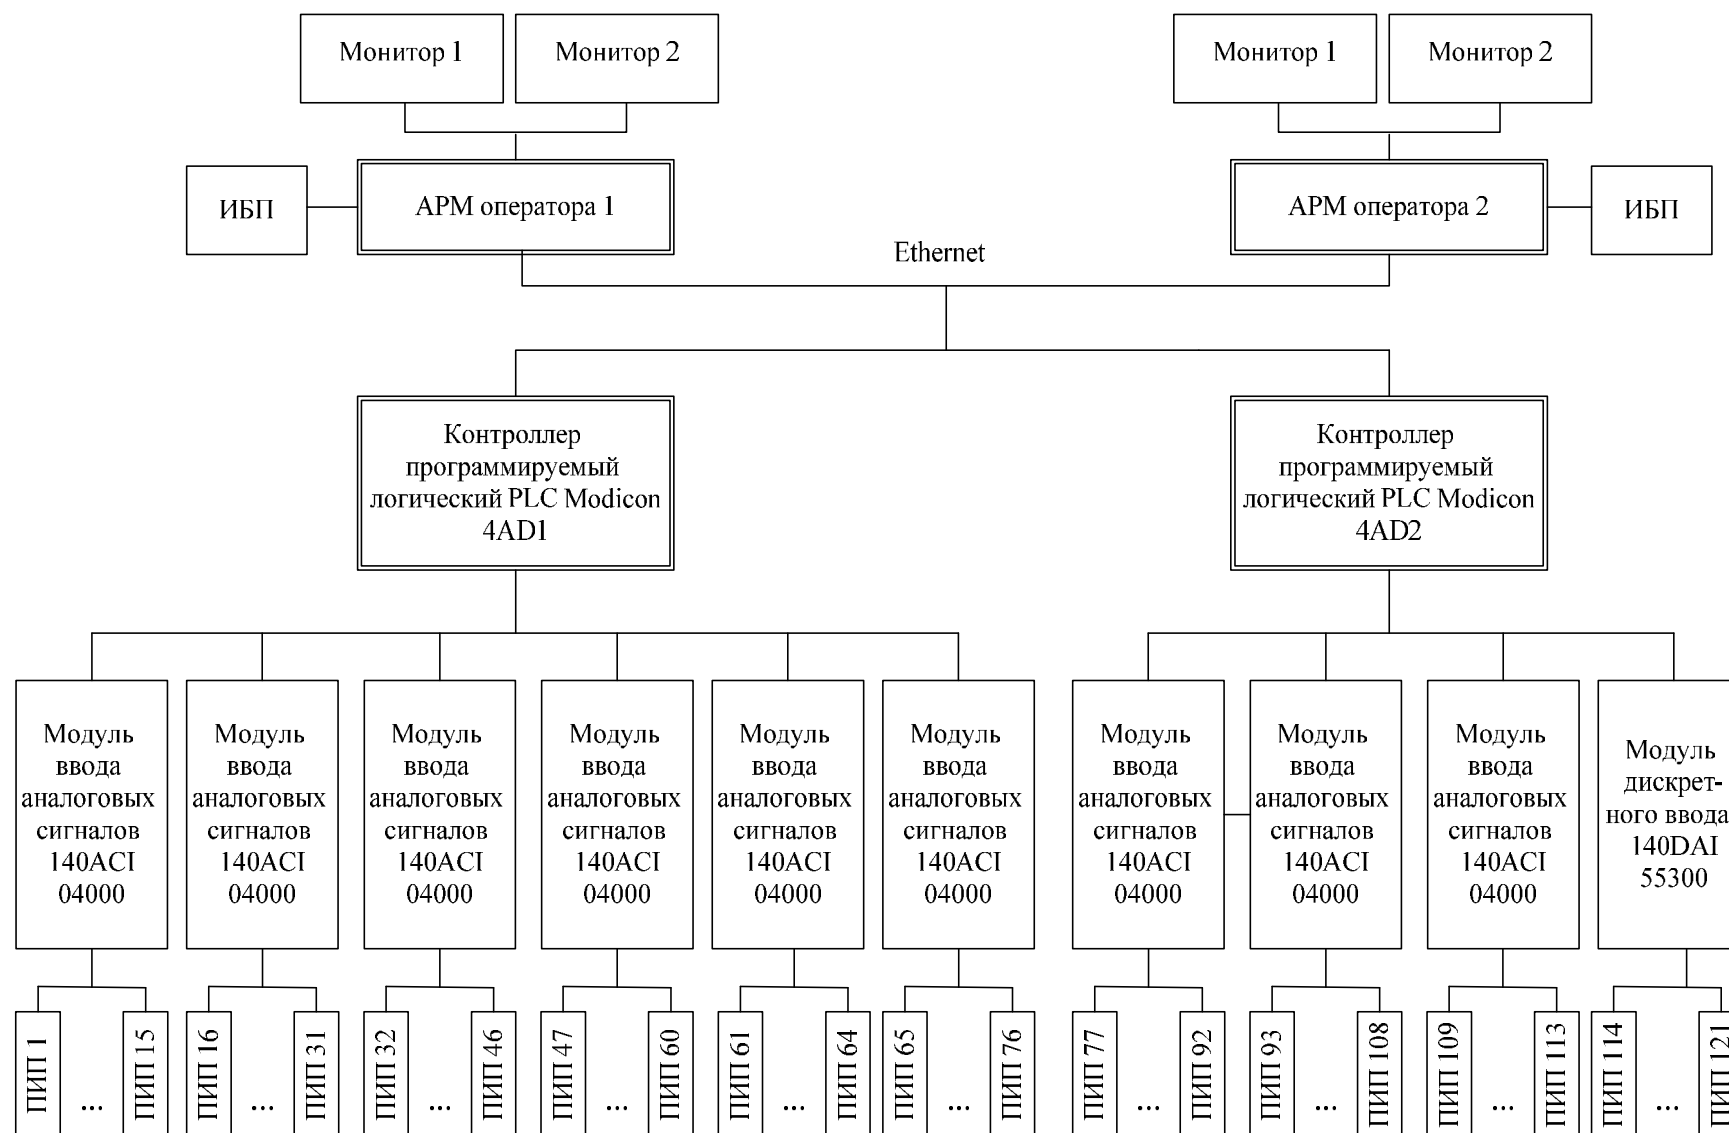 Монитор 1
Монитор 2
Монитор 1
Монитор 2
ИБП
АРМ оператора 1
АРМ оператора 2
ИБП
Ethernet
Контроллер
программируемый
логический PLC Modicon
4AD1
Контроллер
программируемый
логический PLC Modicon
4AD2
Модуль
ввода
аналоговых
сигналов
140ACI
04000
Модуль
ввода
аналоговых
сигналов
140ACI
04000
Модуль
ввода
аналоговых
сигналов
140ACI
04000
Модуль
ввода
аналоговых
сигналов
140ACI
04000
Модуль
ввода
аналоговых
сигналов
140ACI
04000
Модуль
ввода
аналоговых
сигналов
140ACI
04000
Модуль
ввода
аналоговых
сигналов
140ACI
04000
Модуль
ввода
аналоговых
сигналов
140ACI
04000
Модуль
ввода
аналоговых
сигналов
140ACI
04000
Модуль
дискрет-
ного ввода
140DAI
55300
ПИП 1
...
ПИП 15
ПИП 16
...
ПИП 31
ПИП 32
...
ПИП 46
ПИП 47
...
ПИП 60
ПИП 61
...
ПИП 64
ПИП 65
...
ПИП 76
ПИП 77
...
ПИП 92
ПИП 93
...
ПИП 108
ПИП 109
...
ПИП 113
ПИП 114
...
ПИП 121